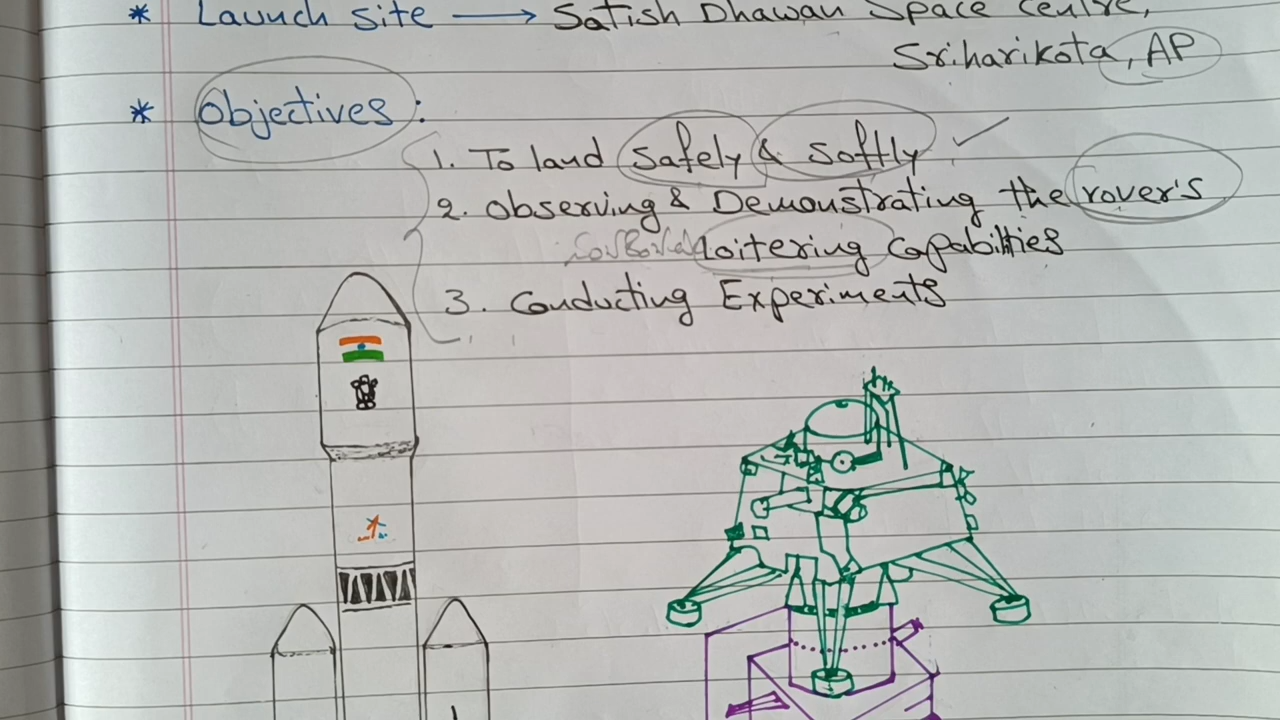 * Launch site → Satish Dhawan Space Centre,
Sriharikota, AP
* Objectives :
1. To land safely & softly ✓
2. Observing & Demonstrating the rover's
loitering Capabilities
3. Conducting Experiments